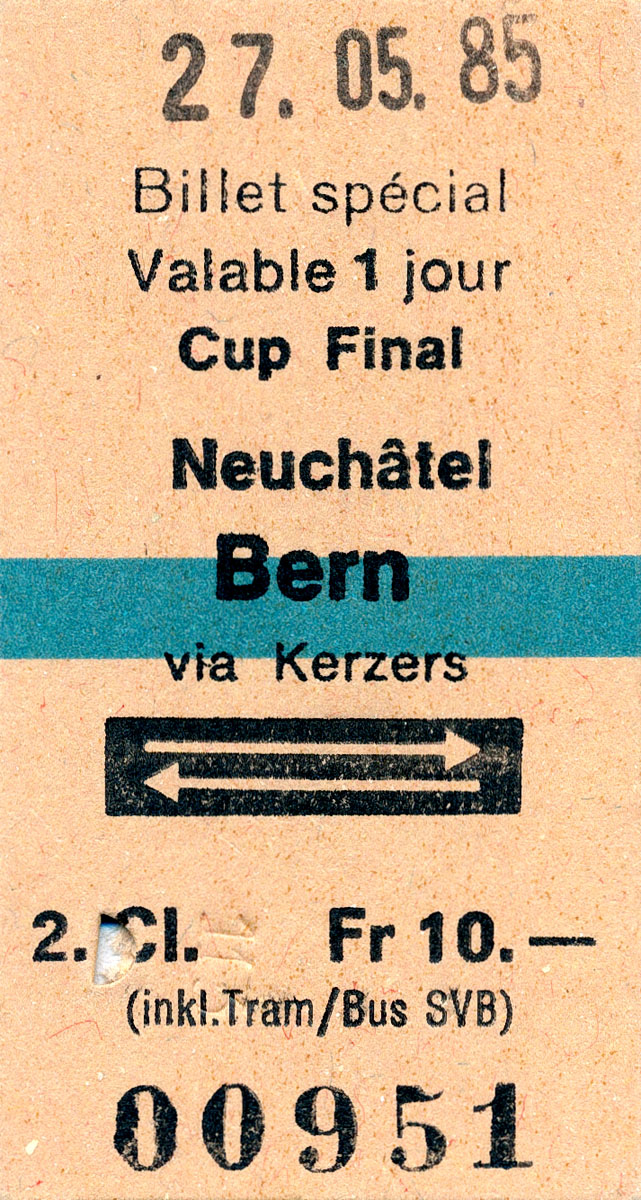 27. 05. 85
Billet spécial
Valable 1 jour
Cup Final
Neuchâtel
Bern
via Kerzers
2. Cl. Fr 10.—
(inkl.Tram/Bus SVB)
00951